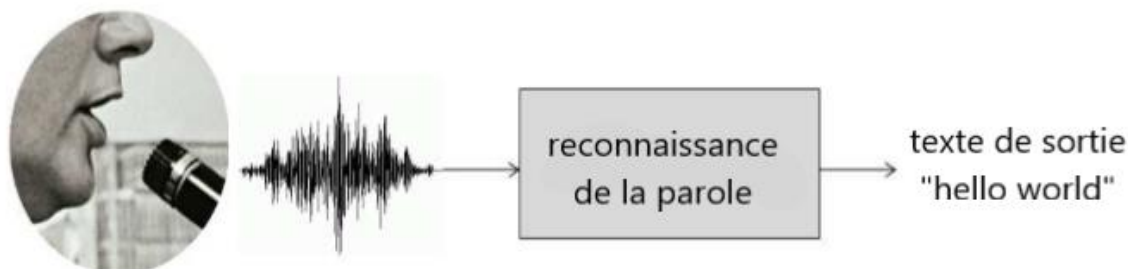 reconnaissance
de la parole
texte de sortie
"hello world"